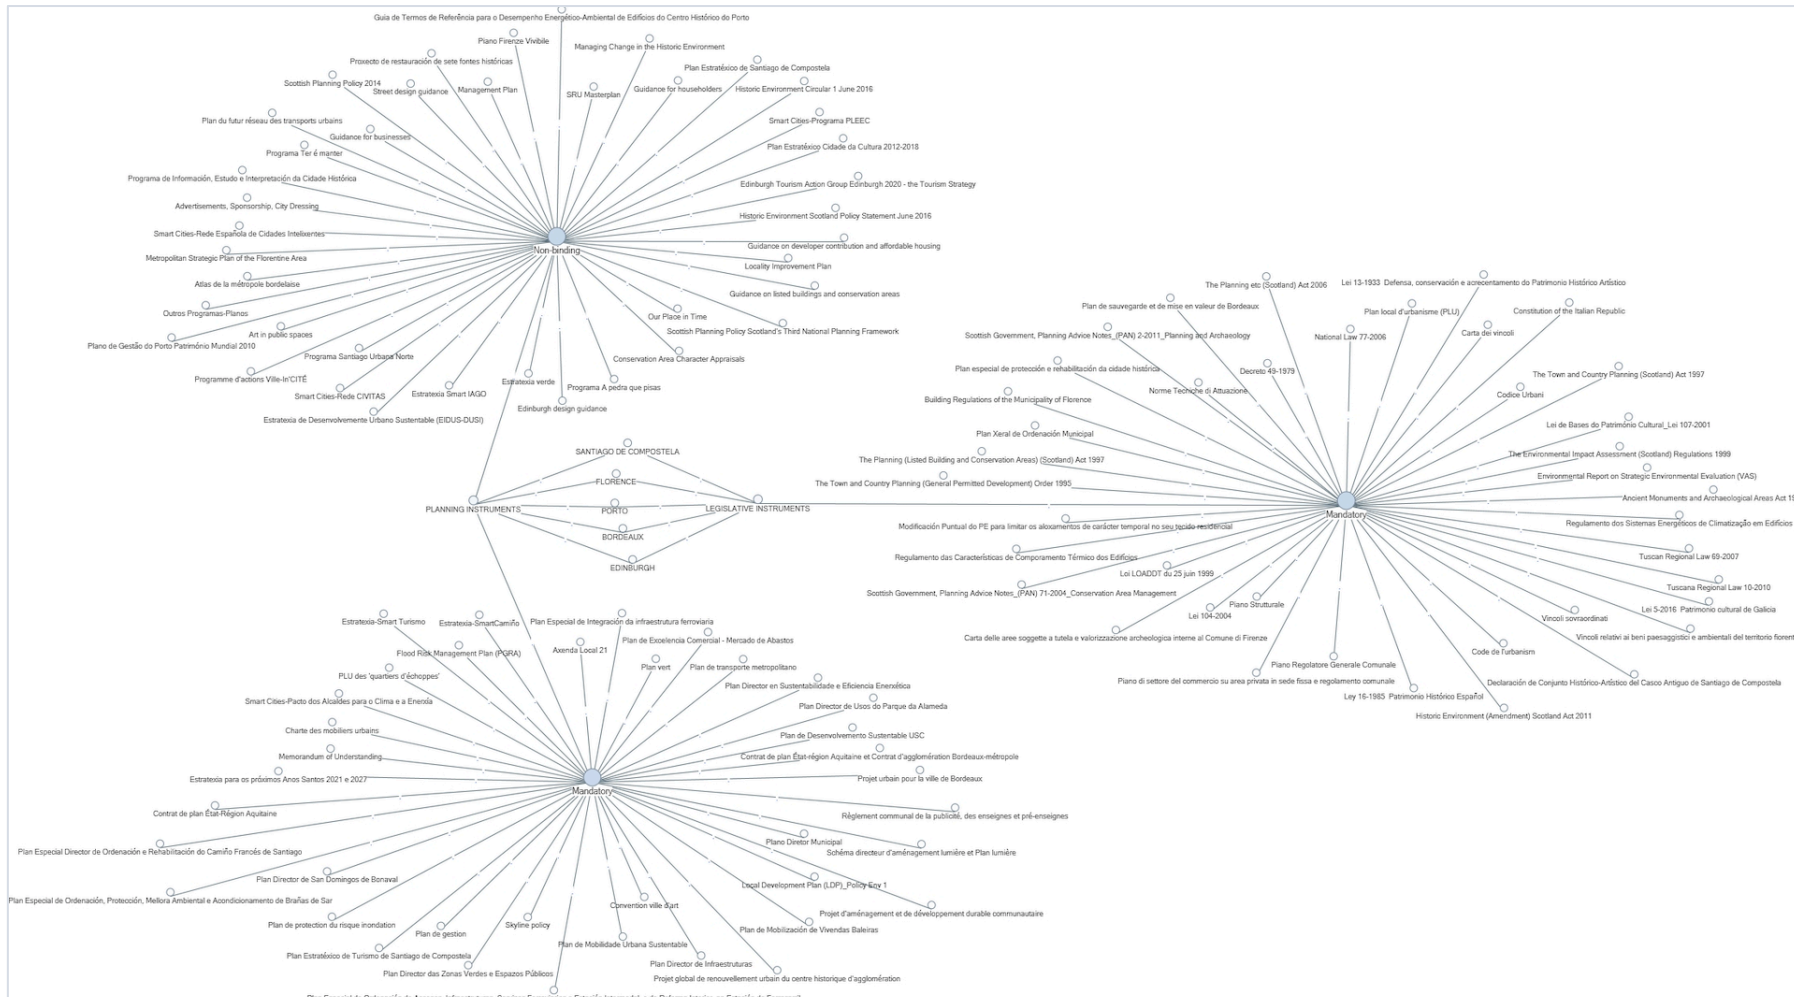 Guia de Termos de Referência para o Desempenho Energético-Ambiental de Edifícios do Centro Histórico do Porto
Piano Firenze Vivibile
Managing Change in the Historic Environment
Proxecto de restauración de sete fontes históricas
Plan Estratéxico de Santiago de Compostela
Scottish Planning Policy 2014
Street design guidance
Management Plan
SRU Masterplan
Guidance for householders
Historic Environment Circular 1 June 2016
Plan du futur réseau des transports urbains
Smart Cities-Programa PLEEC
Guidance for businesses
Programa Ter é manter
Plan Estratéxico Cidade da Cultura 2012-2018
Programa de Información, Estudo e Interpretación da Cidade Histórica
Edinburgh Tourism Action Group Edinburgh 2020 - the Tourism Strategy
Advertisements, Sponsorship, City Dressing
Historic Environment Scotland Policy Statement June 2016
Smart Cities-Rede Española de Cidades Intelixentes
Non-binding
Guidance on developer contribution and affordable housing
Metropolitan Strategic Plan of the Florentine Area
Locality Improvement Plan
Atlas de la métropole bordelaise
Guidance on listed buildings and conservation areas
Outros Programas-Planos
Our Place in Time
Art in public spaces
Scottish Planning Policy Scotland's Third National Planning Framework
Plano de Gestão do Porto Património Mundial 2010
Programa Santiago Urbana Norte
Conservation Area Character Appraisals
Programme d'actions Ville-In'CITÉ
Estratexia verde
Programa A pedra que pisas
Smart Cities-Rede CIVITAS
Estratexia Smart IAGO
Edinburgh design guidance
Estratexia de Desenvolvemente Urbano Sustentable (EIDUS-DUSI)
SANTIAGO DE COMPOSTELA
FLORENCE
PLANNING INSTRUMENTS
PORTO
LEGISLATIVE INSTRUMENTS
BORDEAUX
EDINBURGH
The Planning etc (Scotland) Act 2006
Lei 13-1933 Defensa, conservación e acrecentamento do Patrimonio Histórico Artístico
Plan de sauvegarde et de mise en valeur de Bordeaux
Plan local d'urbanisme (PLU)
Constitution of the Italian Republic
Scottish Government, Planning Advice Notes_(PAN) 2-2011_Planning and Archaeology
National Law 77-2006
Carta dei vincoli
Plan especial de protección e rehabilitación da cidade histórica
Decreto 49-1979
The Town and Country Planning (Scotland) Act 1997
Norme Tecniche di Attuazione
Codice Urbani
Building Regulations of the Municipality of Florence
Lei de Bases do Património Cultural_Lei 107-2001
Plan Xeral de Ordenación Municipal
The Environmental Impact Assessment (Scotland) Regulations 1999
The Planning (Listed Building and Conservation Areas) (Scotland) Act 1997
Environmental Report on Strategic Environmental Evaluation (VAS)
The Town and Country Planning (General Permitted Development) Order 1995
Ancient Monuments and Archaeological Areas Act 19
Mandatory
Modificación Puntual do PE para limitar os aloxamentos de carácter temporal no seu tecido residencial
Regulamento dos Sistemas Energéticos de Climatização em Edifícios
Regulamento das Características de Comporamento Térmico dos Edifícios
Tuscan Regional Law 69-2007
Loi LOADDT du 25 juin 1999
Scottish Government, Planning Advice Notes_(PAN) 71-2004_Conservation Area Management
Tuscana Regional Law 10-2010
Piano Strutturale
Lei 5-2016 Patrimonio cultural de Galicia
Lei 104-2004
Vincoli sovraordinati
Carta delle aree soggette a tutela e valorizzazione archeologica interne al Comune di Firenze
Vincoli relativi ai beni paesaggistici e ambientali del territorio fiorent
Code de l'urbanism
Piano Regolatore Generale Comunale
Piano di settore del commercio su area privata in sede fissa e regolamento comunale
Declaración de Conjunto Histórico-Artístico del Casco Antiguo de Santiago de Compostela
Ley 16-1985 Patrimonio Histórico Español
Historic Environment (Amendment) Scotland Act 2011
Estratexia-Smart Turismo
Estratexia-SmartCamiño
Plan Especial de Integración da infraestrutura ferroviaria
Plan de Excelencia Comercial - Mercado de Abastos
Flood Risk Management Plan (PGRA)
Axenda Local 21
Plan vert
Plan de transporte metropolitano
PLU des 'quartiers d'échoppes'
Plan Director en Sustentabilidade e Eficiencia Enerxética
Smart Cities-Pacto dos Alcaldes para o Clima e a Enerxía
Plan Director de Usos do Parque da Alameda
Charte des mobiliers urbains
Plan de Desenvolvemento Sustentable USC
Memorandum of Understanding
Contrat de plan État-région Aquitaine et Contrat d'agglomération Bordeaux-métropole
Estratexia para os próximos Anos Santos 2021 e 2027
Projet urbain pour la ville de Bordeaux
Mandatory
Contrat de plan État-Région Aquitaine
Règlement communal de la publicité, des enseignes et pré-enseignes
Plano Diretor Municipal
Plan Especial Director de Ordenación e Rehabilitación do Camiño Francés de Santiago
Schéma directeur d'aménagement lumière et Plan lumière
Plan Director de San Domingos de Bonaval
Local Development Plan (LDP)_Policy Env 1
Plan Especial de Ordenación, Protección, Mellora Ambiental e Acondicionamento de Brañas de Sar
Convention ville d'art
Projet d'aménagement et de développement durable communautaire
Plan de protection du risque inondation
Skyline policy
Plan de gestion
Plan de Mobilización de Vivendas Baleiras
Plan de Mobilidade Urbana Sustentable
Plan Estratéxico de Turismo de Santiago de Compostela
Plan Director de Infraestruturas
Plan Director das Zonas Verdes e Espazos Públicos
Projet global de renouvellement urbain du centre historique d'agglomération